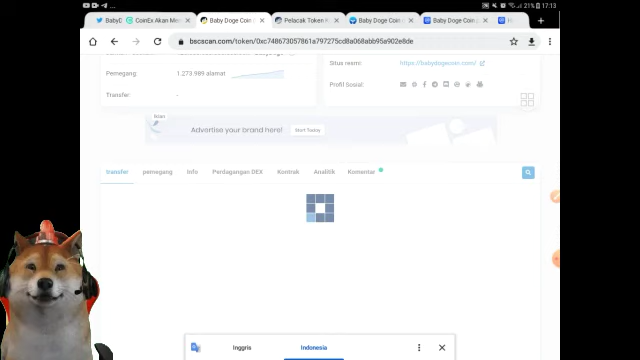 21% 17:13
BabyD
CoinEx Akan Me
Baby Doge Coin
Pelacak Token
Baby Doge Coin
Baby Doge Coin
bscscan.com/token/0xc748673057861a797275cd8a068abb95a902e8de
Pemegang:
1.273.989 alamat
Transfer:
-
Situs resmi:
https://babydogecoin.com/
Profil Sosial:
Iklan
Advertise your brand here!
Start Today
transfer
pemegang
Info
Perdagangan DEX
Kontrak
Analitik
Komentar
Inggris
Indonesia